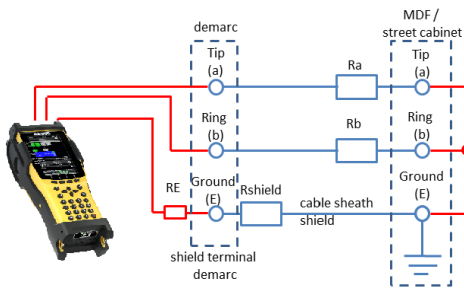 demarc
MDF /
street cabinet
Tip
(a)
Ra
Tip
(a)
Ring
(b)
Rb
Ring
(b)
RE
Ground
(E)
Rshield
cable sheath
shield
Ground
(E)
shield terminal
demarc